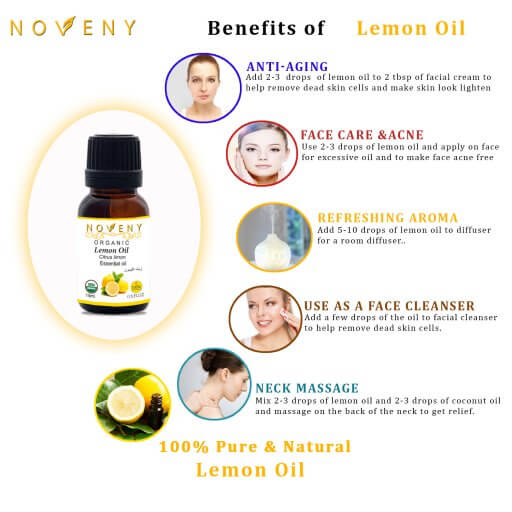 NOVENY
Benefits of Lemon Oil
ANTI-AGING
Add 2-3 drops of lemon oil to 2 tbsp of facial cream to
help remove dead skin cells and make skin look lighten
FACE CARE &ACNE
Use 2-3 drops of lemon oil and apply on face
for excessive oil and to make face acne free
NOVENY
ORGANIC
Lemon Oil
Citrus limon
Essential oil
REFRESHING AROMA
Add 5-10 drops of lemon oil to diffuser
for a room diffuser..
USE AS A FACE CLEANSER
Add a few drops of the oil to facial cleanser
to help remove dead skin cells.
NECK MASSAGE
Mix 2-3 drops of lemon oil and 2-3 drops of coconut oil
and massage on the back of the neck to get relief.
100% Pure & Natural
Lemon Oil